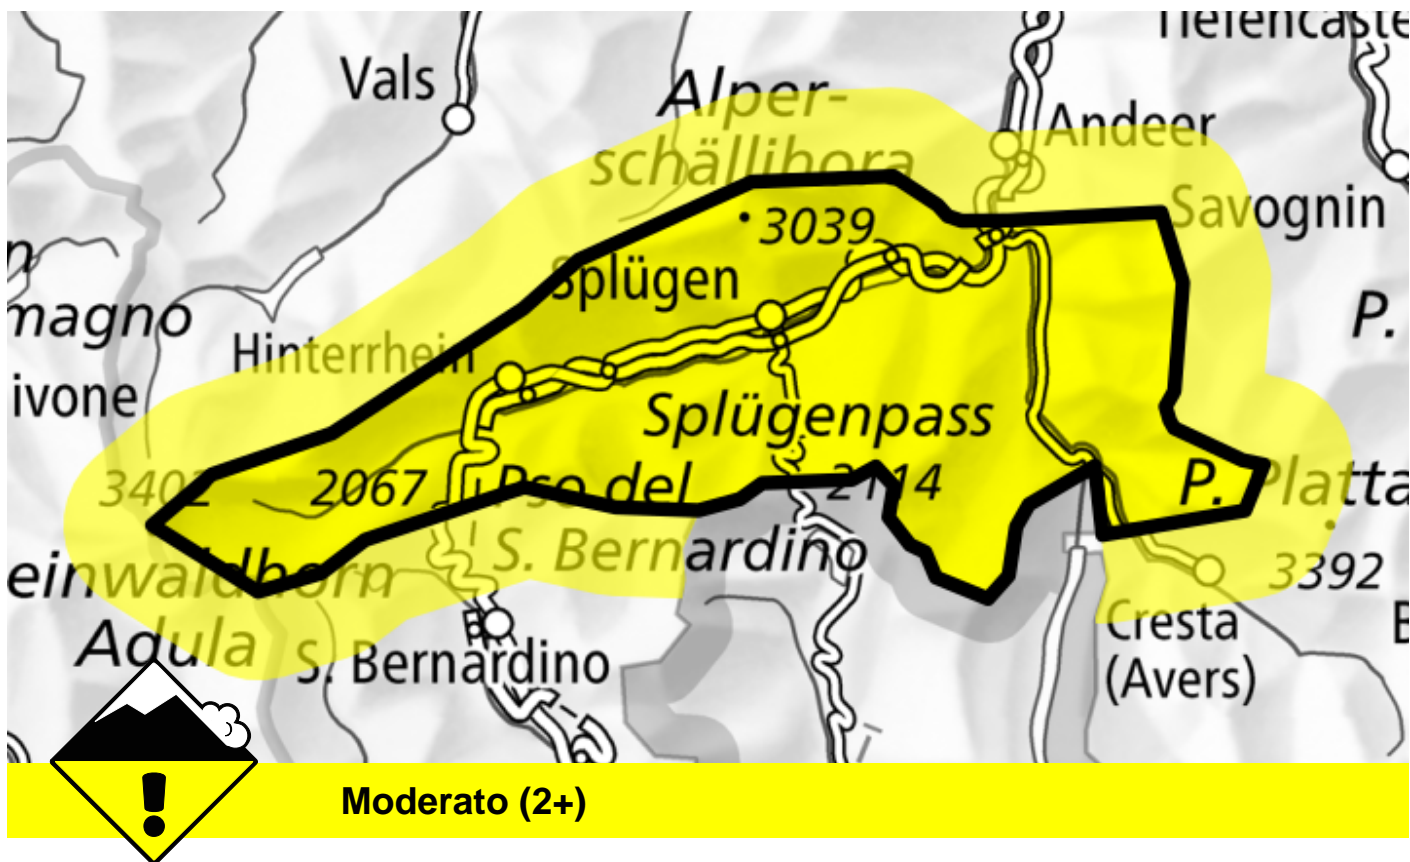 Tiefencaste
Vals
Alper-
schällihora
Andeer
Savognin
3039
n
Splügen
magno
P.
Hinterrhein
ivone
Splügenpass
3402
2067
Pso del
2114
P. Platta
S. Bernardino
3392
einwaldhorn
Cresta
(Avers)
B
Adula
S. Bernardino
Moderato (2+)